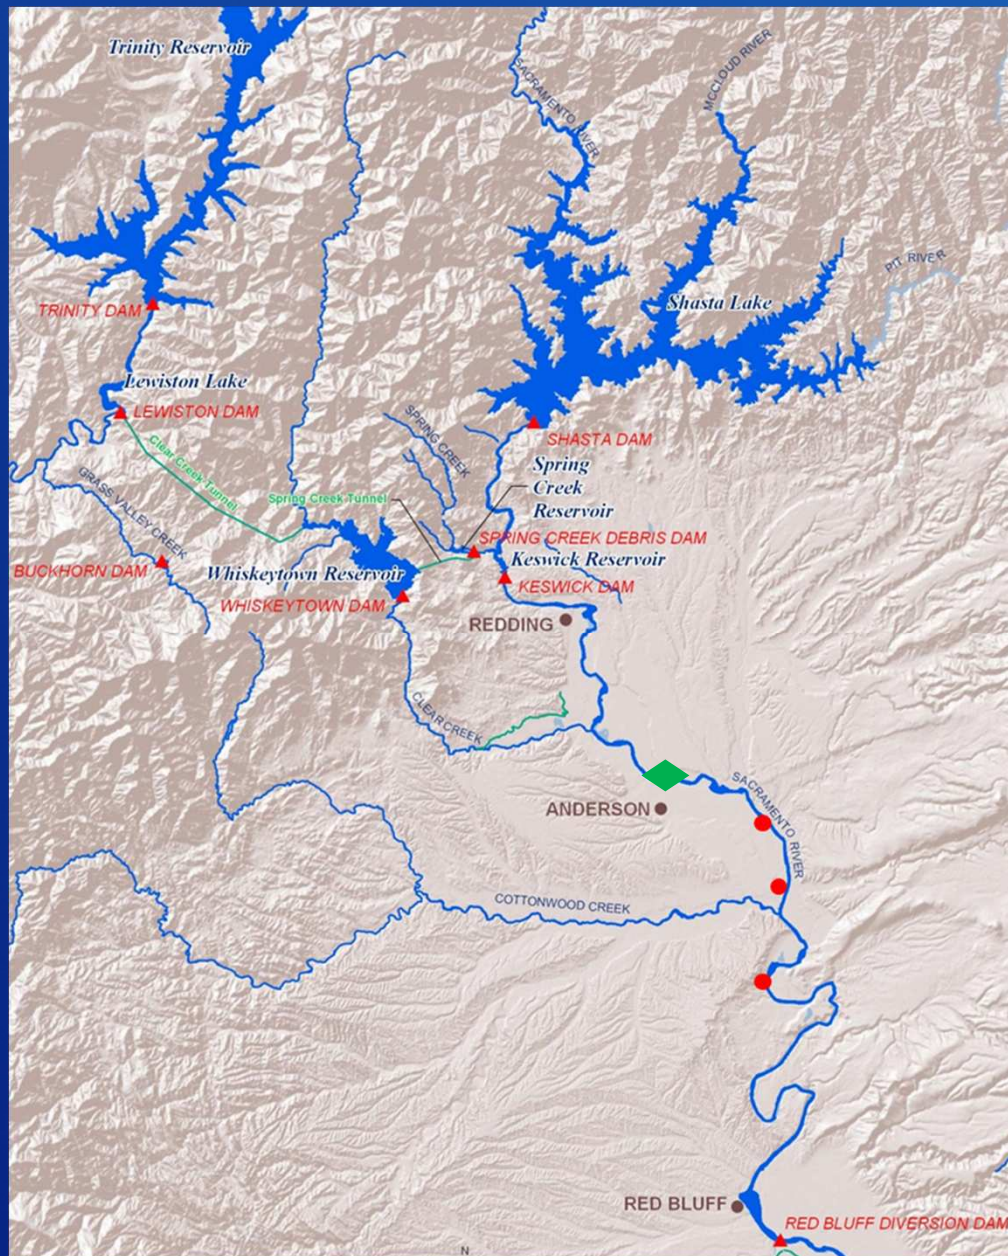 Trinity Reservoir
SACRAMENTO RIVER
MCCLOUD RIVER
PIT RIVER
Shasta Lake
TRINITY DAM
Lewiston Lake
LEWISTON DAM
SHASTA DAM
SPRING CREEK
Clear Creek Tunnel
Spring
Creek
Reservoir
Spring Creek Tunnel
GRASS VALLEY CREEK
SPRING CREEK DEBRIS DAM
Keswick Reservoir
BUCKHORN DAM
Whiskeytown Reservoir
KESWICK DAM
WHISKEYTOWN DAM
REDDING
CLEAR CREEK
SACRAMENTO RIVER
ANDERSON
COTTONWOOD CREEK
RED BLUFF
RED BLUFF DIVERSION DAM
N